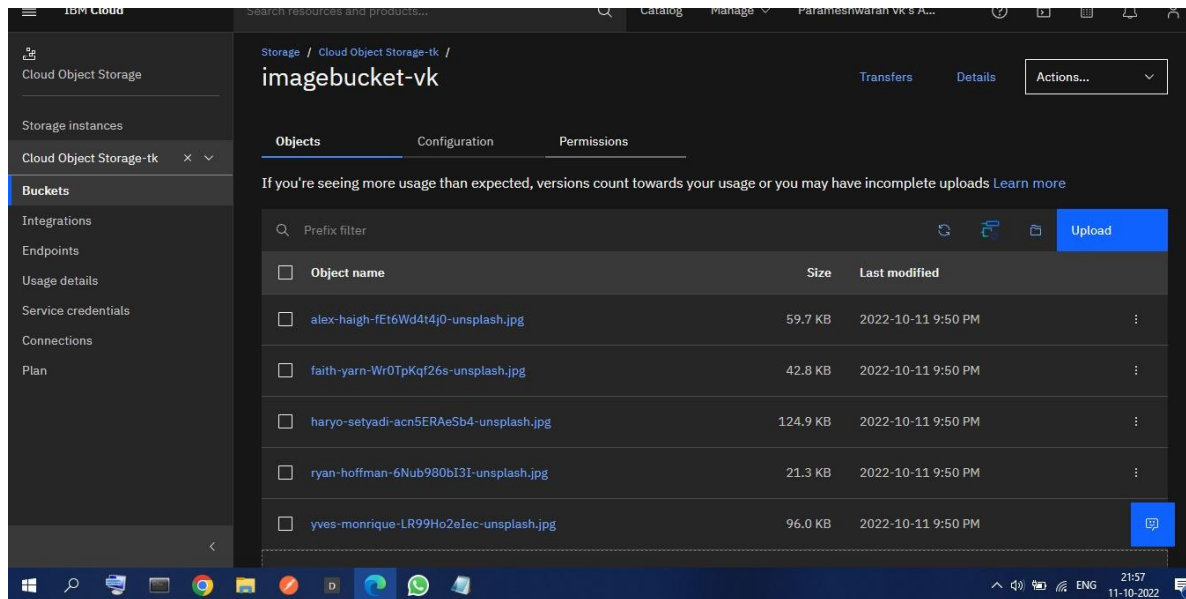 IBM Cloud
Search resources and products...
Catalog
Manage
Parameshwaran vk's A...
Cloud Object Storage
Storage instances
Cloud Object Storage-tk
Buckets
Integrations
Endpoints
Usage details
Service credentials
Connections
Plan
Storage / Cloud Object Storage-tk /
imagebucket-vk
Transfers
Details
Actions...
Objects
Configuration
Permissions
If you're seeing more usage than expected, versions count towards your usage or you may have incomplete uploads Learn more
Prefix filter
Upload
Object name Size Last modified
alex-haigh-fEt6Wd4t4j0-unsplash.jpg 59.7 KB 2022-10-11 9:50 PM
faith-yarn-Wr0TpKqf26s-unsplash.jpg 42.8 KB 2022-10-11 9:50 PM
haryo-setyadi-acn5ERAeSb4-unsplash.jpg 124.9 KB 2022-10-11 9:50 PM
ryan-hoffman-6Nub980bI3I-unsplash.jpg 21.3 KB 2022-10-11 9:50 PM
yves-monrique-LR99Ho2eIec-unsplash.jpg 96.0 KB 2022-10-11 9:50 PM
D
ENG
21:57
11-10-2022